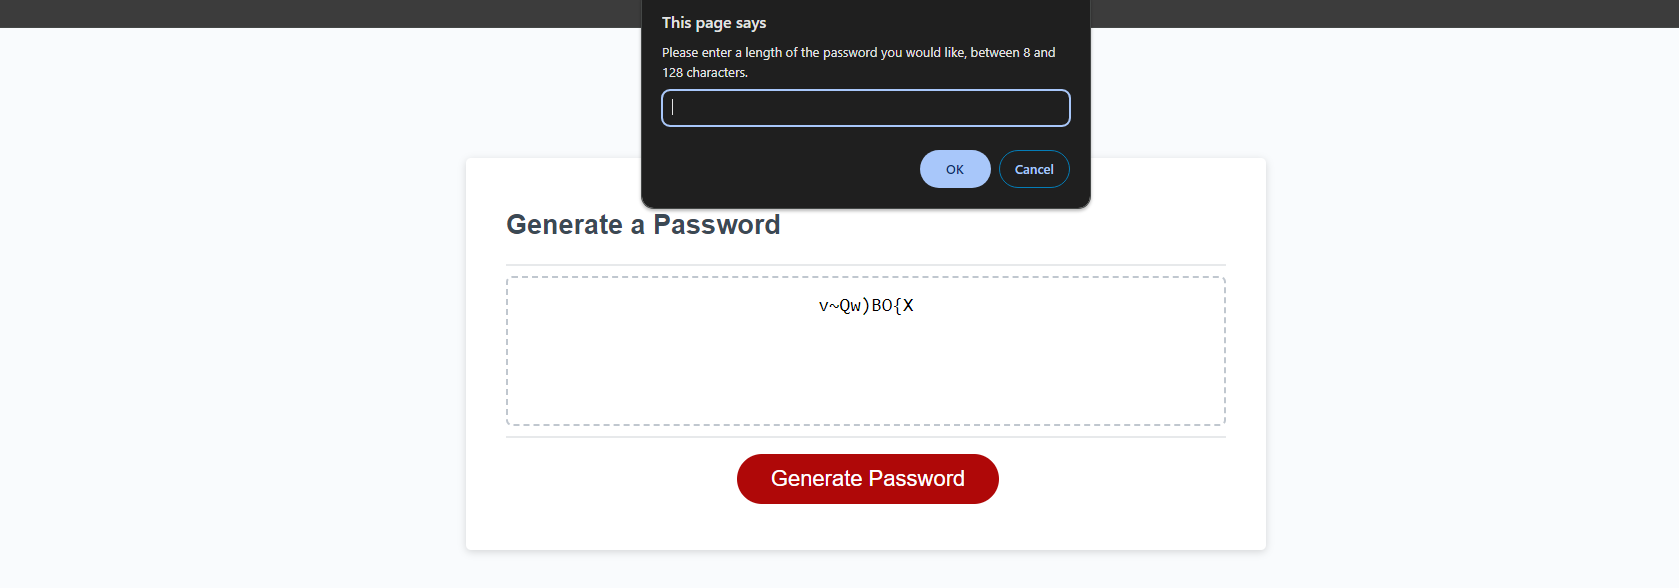 This page says
Please enter a length of the password you would like, between 8 and
128 characters.
OK
Cancel
Generate a Password
v~Qw)BO{X
Generate Password